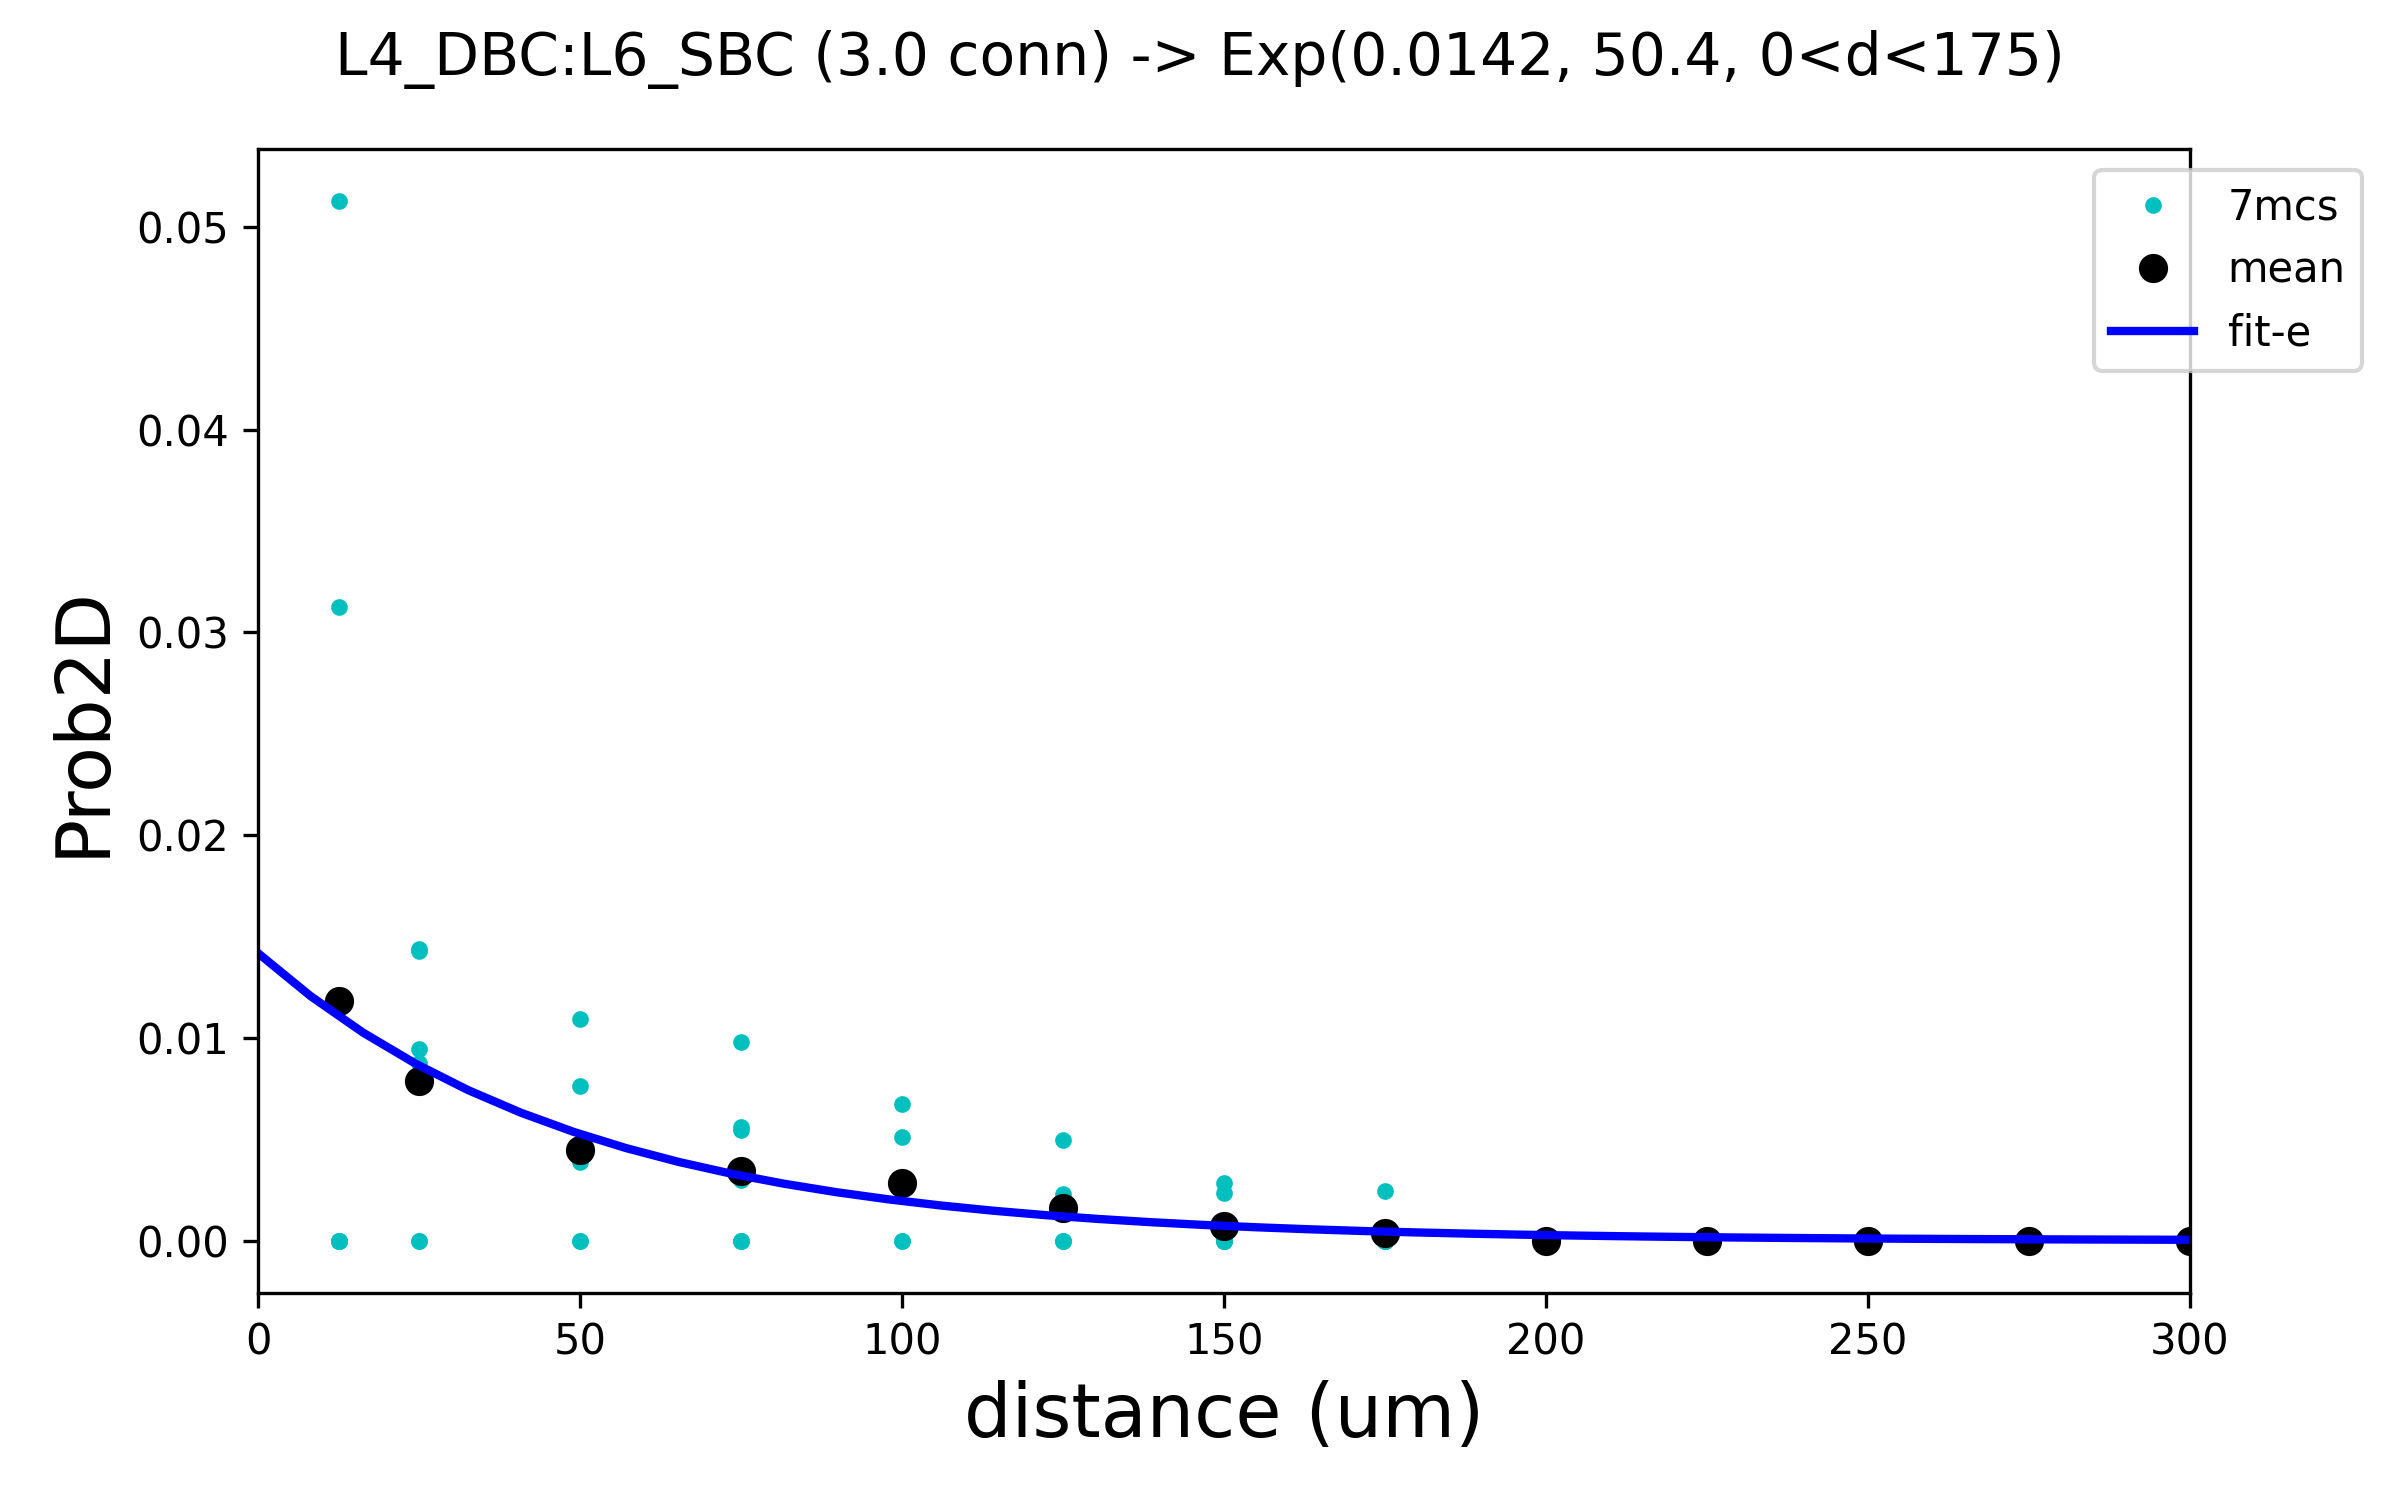 L4_DBC:L6_SBC (3.0 conn) -> Exp(0.0142, 50.4, 0<d<175)
7mcs
mean
fit-e
Prob2D
0.05
0.04
0.03
0.02
0.01
0.00
0 50 100 150 200 250 300
distance (um)